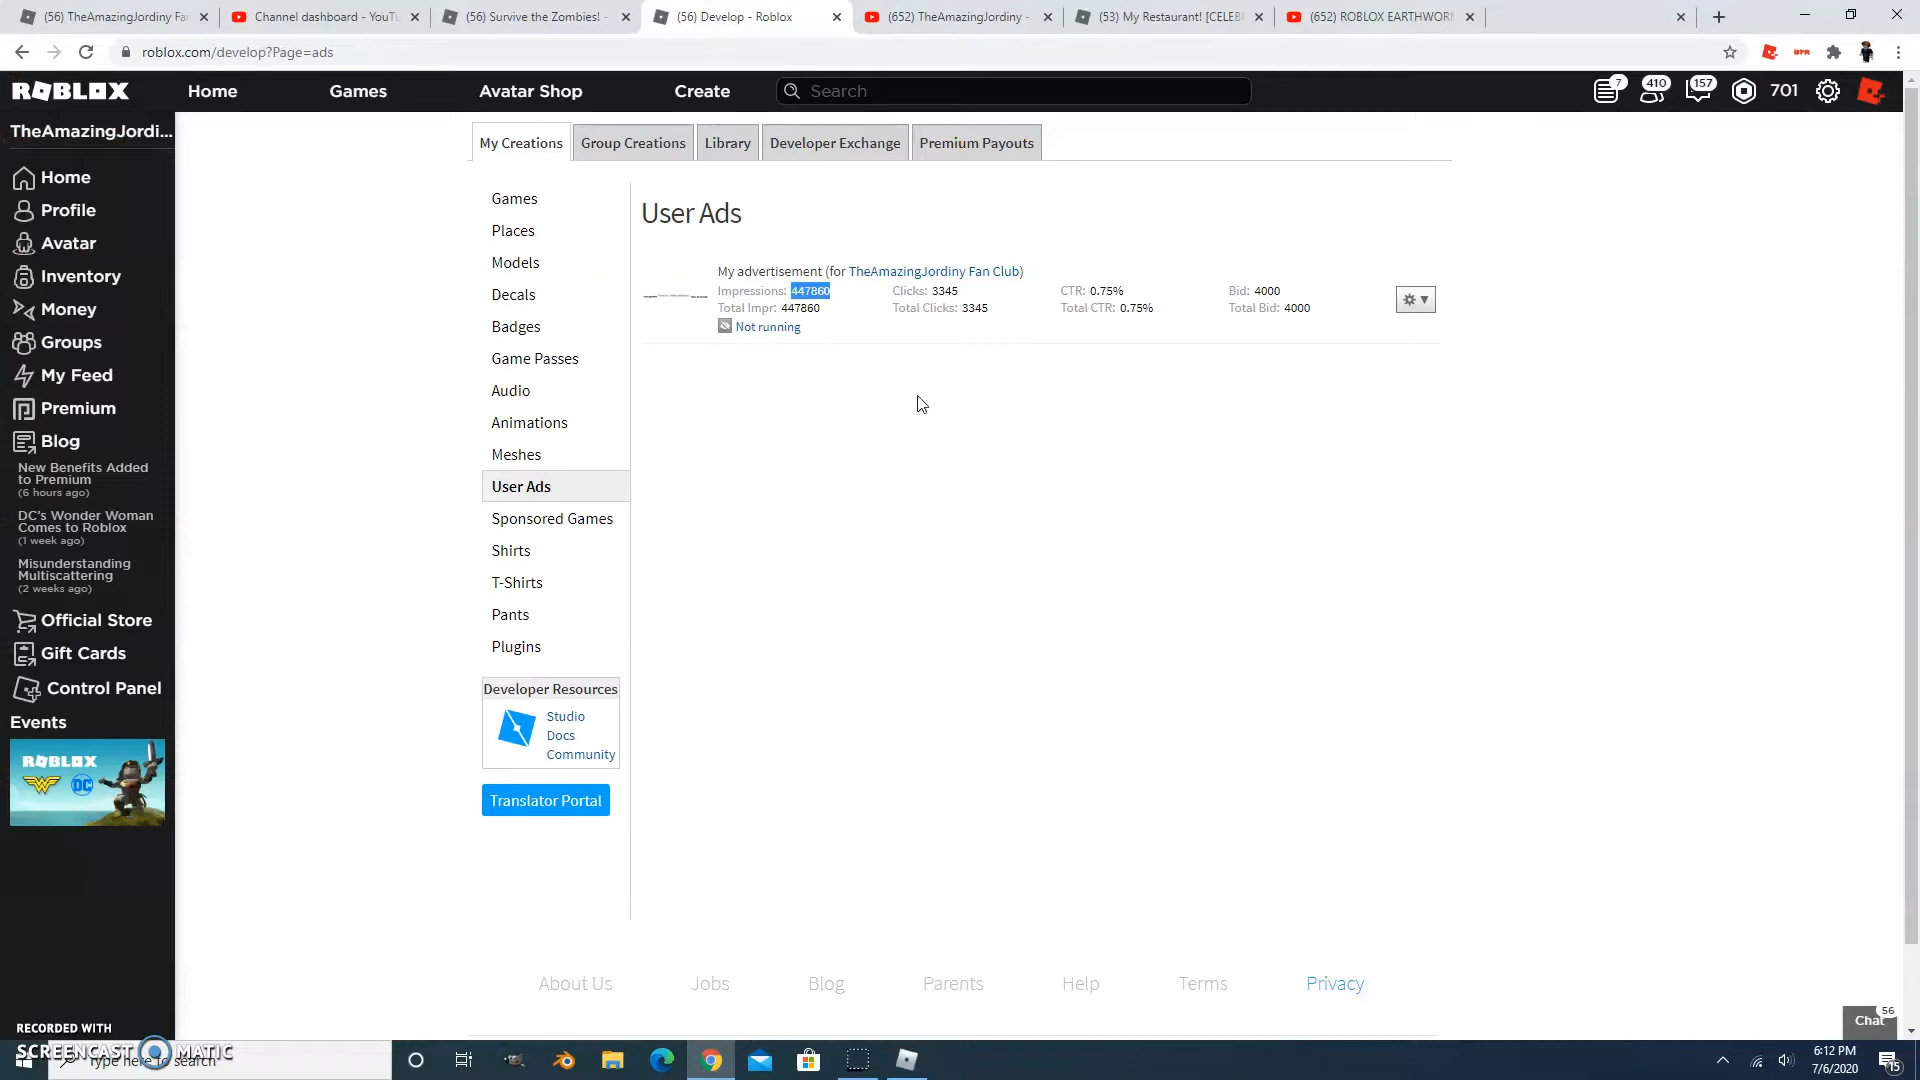 (56) TheAmazingJordiny Fa
Channel dashboard - YouTu
(56) Survive the Zombies! -
(56) Develop - Roblox
(652) TheAmazingJordiny -
(53) My Restaurant! [CELEB
(652) ROBLOX EARTHWOR
roblox.com/develop?Page=ads
ROBLOX
Home
Games
Avatar Shop
Create
Search
7
410
157
701
TheAmazingJordi...
Home
Profile
Avatar
Inventory
Money
Groups
My Feed
Premium
Blog
New Benefits Added
to Premium
(6 hours ago)
DC's Wonder Woman
Comes to Roblox
(1 week ago)
Misunderstanding
Multiscattering
(2 weeks ago)
Official Store
Gift Cards
Control Panel
Events
ROBLOX
DC
My Creations
Group Creations
Library
Developer Exchange
Premium Payouts
Games
Places
Models
Decals
Badges
Game Passes
Audio
Animations
Meshes
User Ads
Sponsored Games
Shirts
T-Shirts
Pants
Plugins
Developer Resources
Studio
Docs
Community
Translator Portal
User Ads
My advertisement (for TheAmazingJordiny Fan Club)
Impressions: 447860 Clicks: 3345 CTR: 0.75% Bid: 4000
Total Impr: 447860 Total Clicks: 3345 Total CTR: 0.75% Total Bid: 4000
Not running
About Us
Jobs
Blog
Parents
Help
Terms
Privacy
Chat
56
RECORDED WITH
SCREENCAST MATIC
Type here to search
6:12 PM
7/6/2020
15